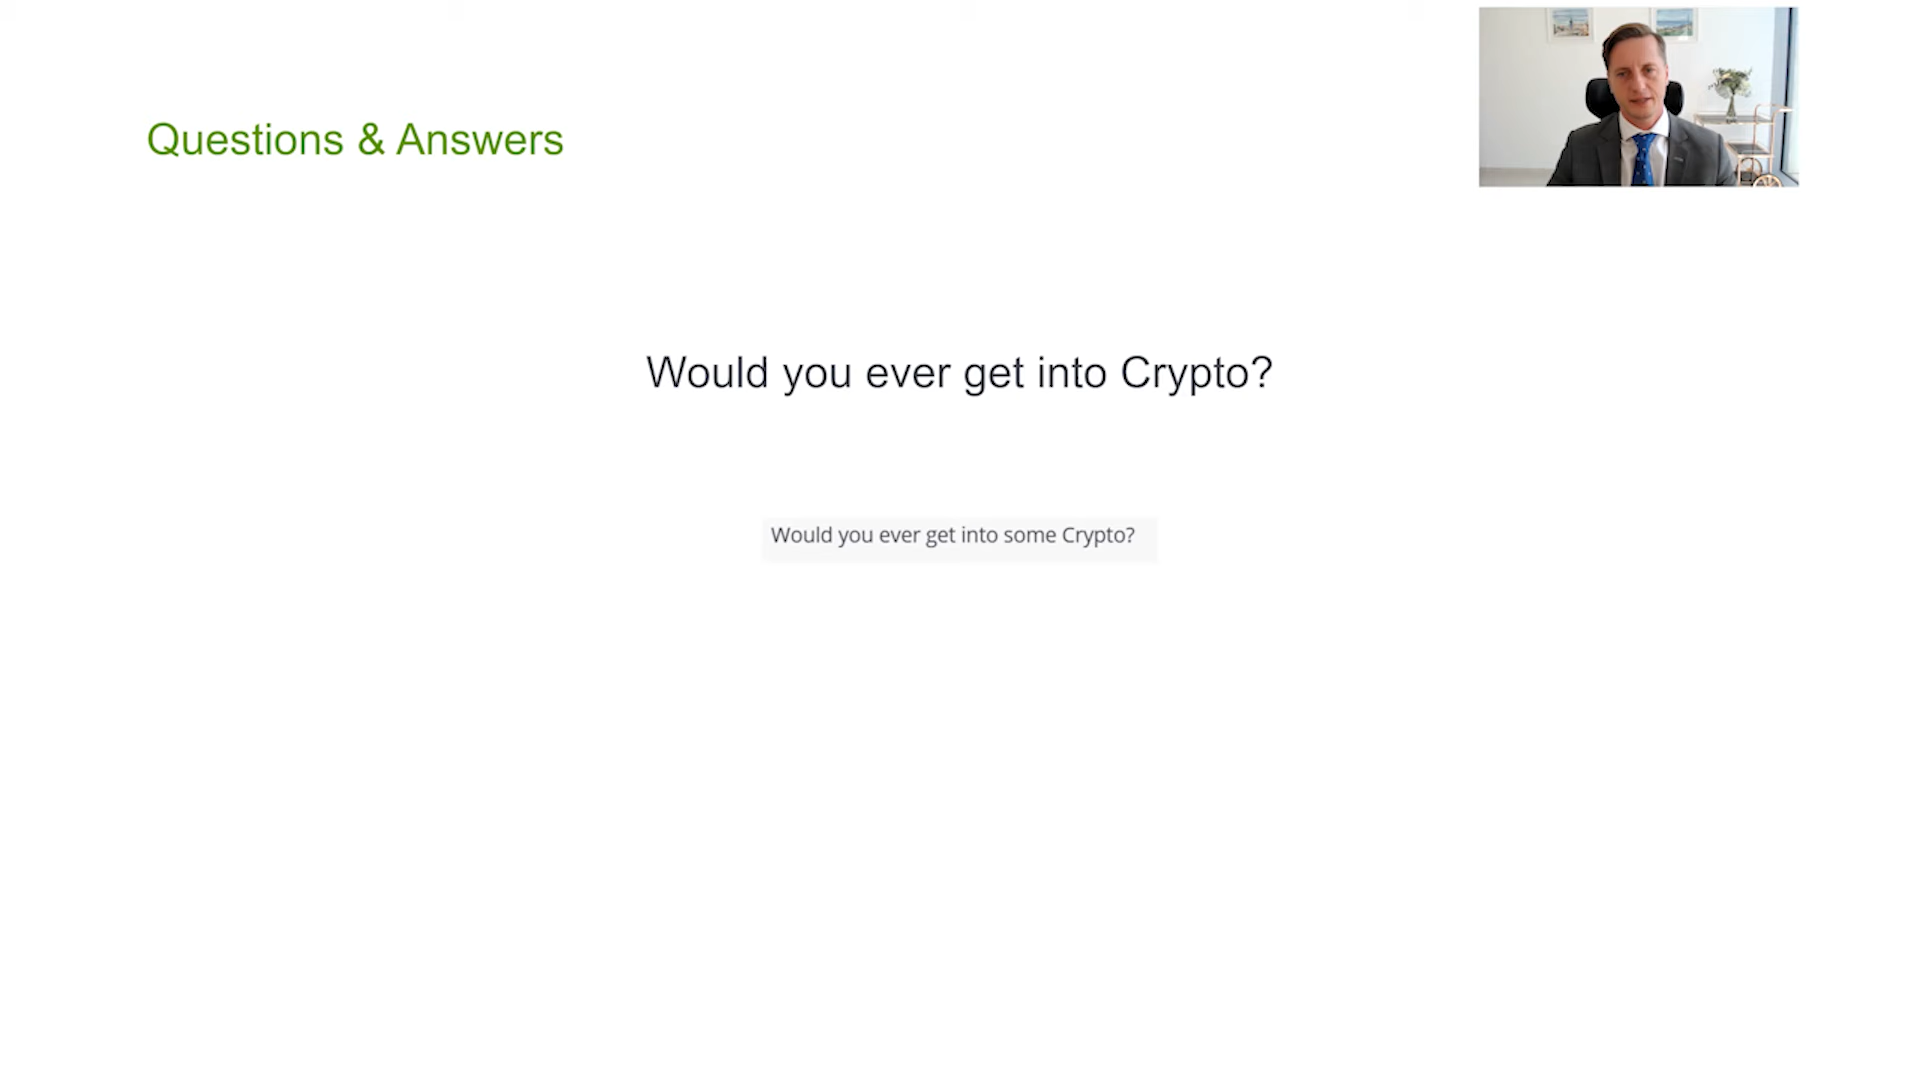 Questions & Answers
Would you ever get into Crypto?
Would you ever get into some Crypto?